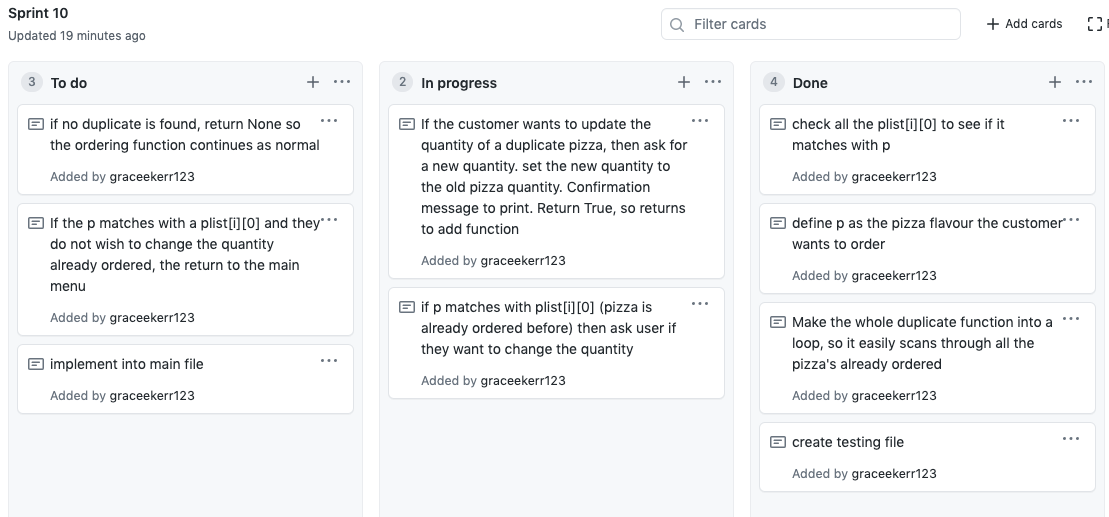 Sprint 10
Updated 19 minutes ago
Filter cards
Add cards
3 To do
if no duplicate is found, return None so
the ordering function continues as normal
Added by graceekerr123
If the p matches with a plist[i][0] and they
do not wish to change the quantity
already ordered, the return to the main
menu
Added by graceekerr123
implement into main file
Added by graceekerr123
2 In progress
If the customer wants to update the
quantity of a duplicate pizza, then ask for
a new quantity. set the new quantity to
the old pizza quantity. Confirmation
message to print. Return True, so returns
to add function
Added by graceekerr123
if p matches with plist[i][0] (pizza is
already ordered before) then ask user if
they want to change the quantity
Added by graceekerr123
4 Done
check all the plist[i][0] to see if it
matches with p
Added by graceekerr123
define p as the pizza flavour the customer
wants to order
Added by graceekerr123
Make the whole duplicate function into a
loop, so it easily scans through all the
pizza's already ordered
Added by graceekerr123
create testing file
Added by graceekerr123